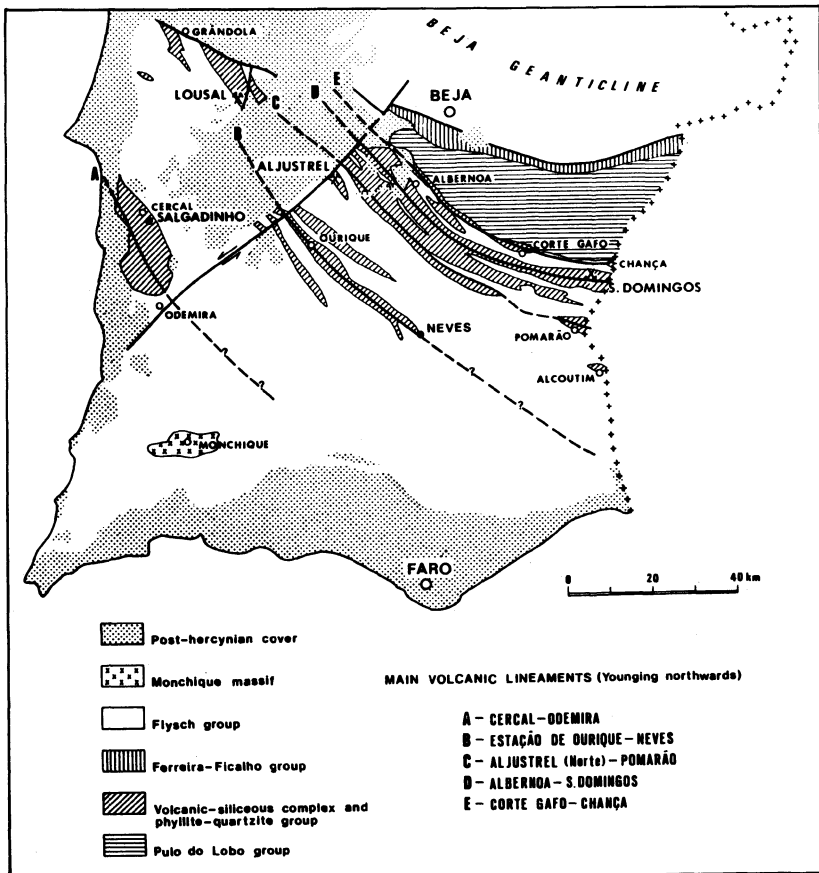 BEJA GEANTICLINE
GRÂNDOLA
LOUSAL
E
D
C
B
BEJA
ALJUSTREL
ALBERNOA
A
CERCAL
SALGADINHO
OURIQUE
CORTE GAFO
CHANÇA
S. DOMINGOS
ODEMIRA
NEVES
POMARÃO
ALCOUTIM
?
?
?
?
MONCHIQUE
FARO
0 20 40 km
Post-hercynian cover
Monchique massif
Flysch group
Ferreira-Ficalho group
Volcanic-siliceous complex and
phyllite-quartzite group
Pulo do Lobo group
MAIN VOLCANIC LINEAMENTS (Younging northwards)
A – CERCAL–ODEMIRA
B – ESTAÇÃO DE OURIQUE–NEVES
C – ALJUSTREL (Norte)–POMARÃO
D – ALBERNOA–S.DOMINGOS
E – CORTE GAFO–CHANÇA